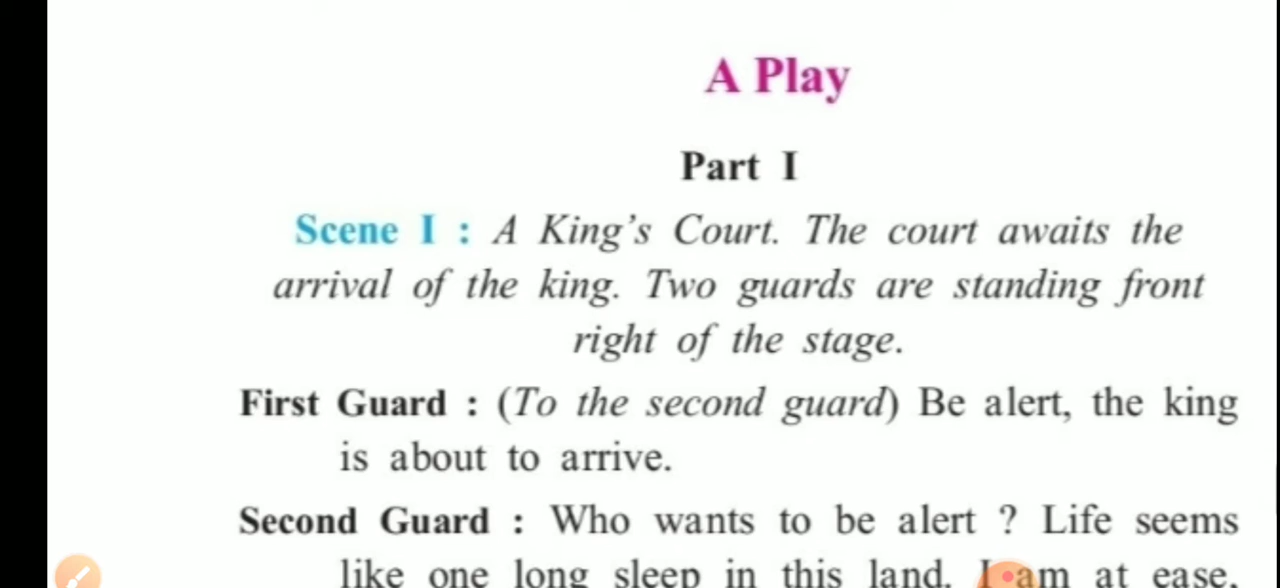 A Play
Part I
Scene I : A King's Court. The court awaits the
arrival of the king. Two guards are standing front
right of the stage.
First Guard : (To the second guard) Be alert, the king
is about to arrive.
Second Guard : Who wants to be alert ? Life seems
like one long sleep in this land. I am at ease.